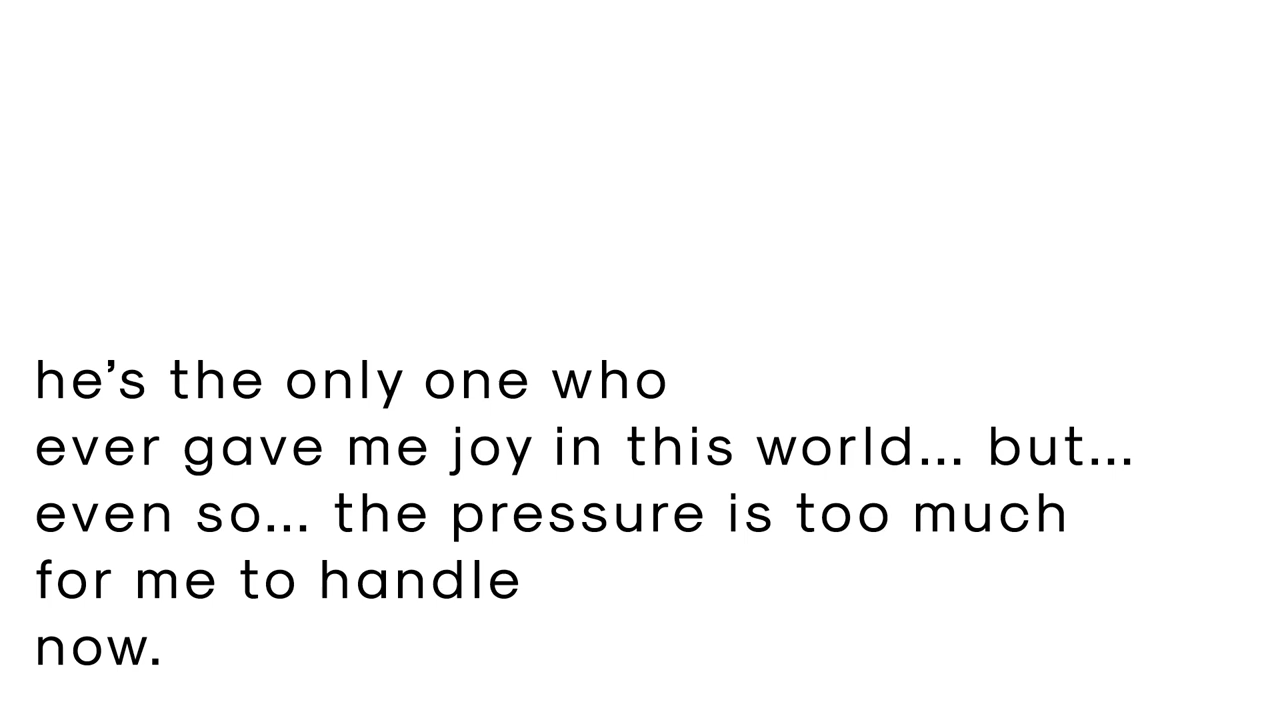 he’s the only one who
ever gave me joy in this world... but...
even so... the pressure is too much
for me to handle
now.